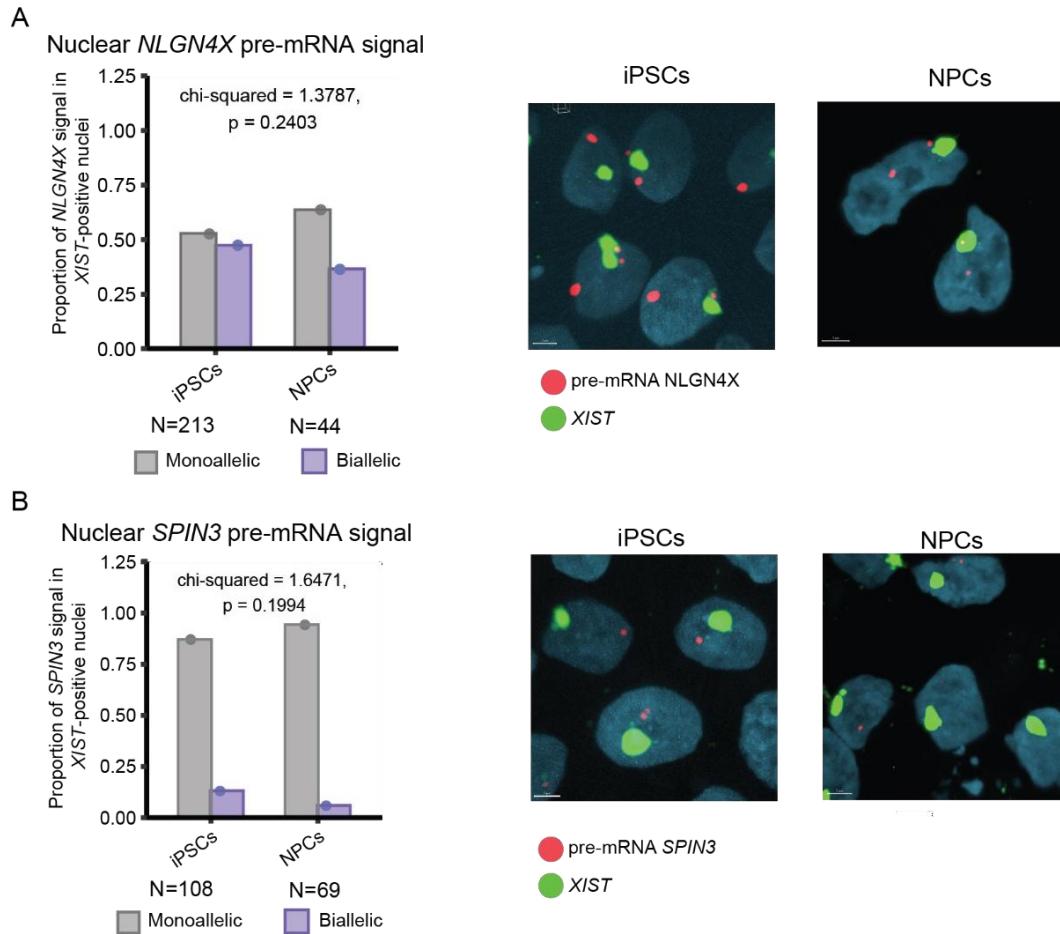 A
Nuclear NLGN4X pre-mRNA signal
Proportion of NLGN4X signal in
XIST-positive nuclei
1.25
1.00
0.75
0.50
0.25
0.00
chi-squared = 1.3787,
p = 0.2403
iPSCs
NPCs
N=213
N=44
Monoallelic
Biallelic
iPSCs
NPCs
pre-mRNA NLGN4X
XIST
B
Nuclear SPIN3 pre-mRNA signal
Proportion of SPIN3 signal in
XIST-positive nuclei
1.25
1.00
0.75
0.50
0.25
0.00
chi-squared = 1.6471,
p = 0.1994
iPSCs
NPCs
N=108
N=69
Monoallelic
Biallelic
iPSCs
NPCs
pre-mRNA SPIN3
XIST